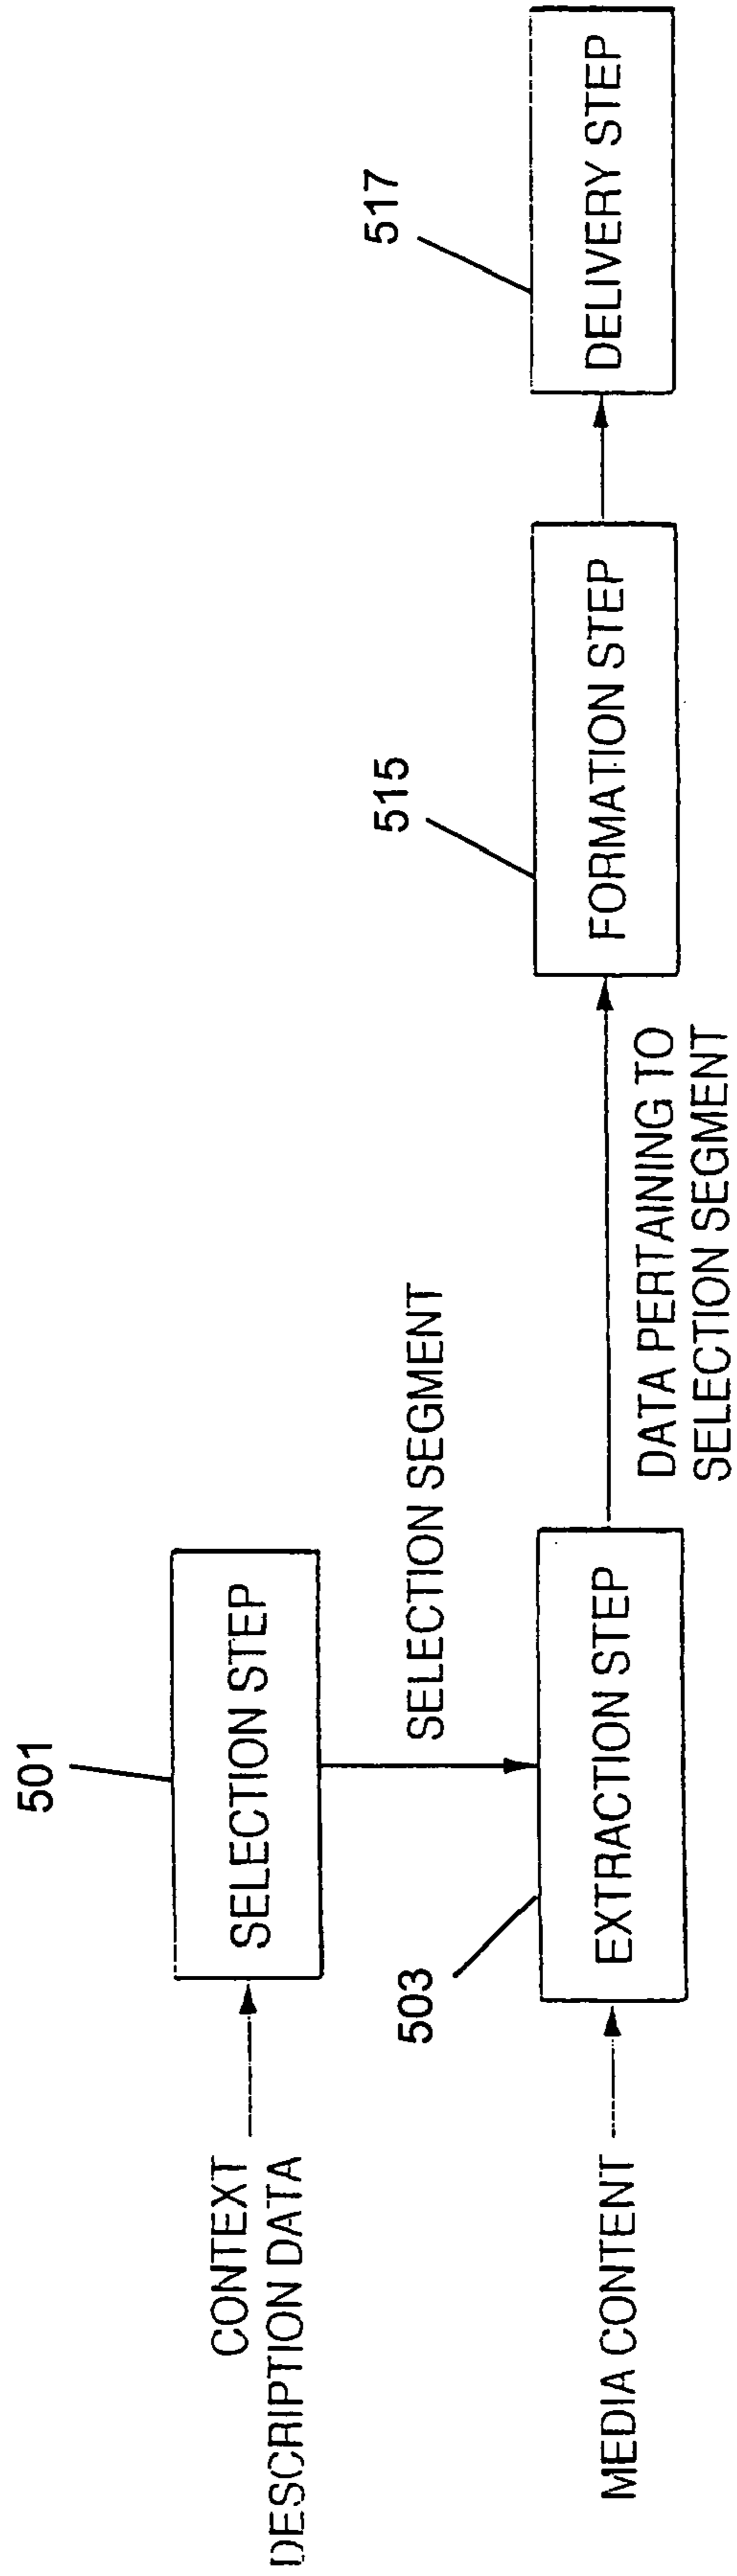 501
CONTEXT
DESCRIPTION DATA
SELECTION STEP
SELECTION SEGMENT
503
MEDIA CONTENT
EXTRACTION STEP
DATA PERTAINING TO
SELECTION SEGMENT
515
FORMATION STEP
517
DELIVERY STEP